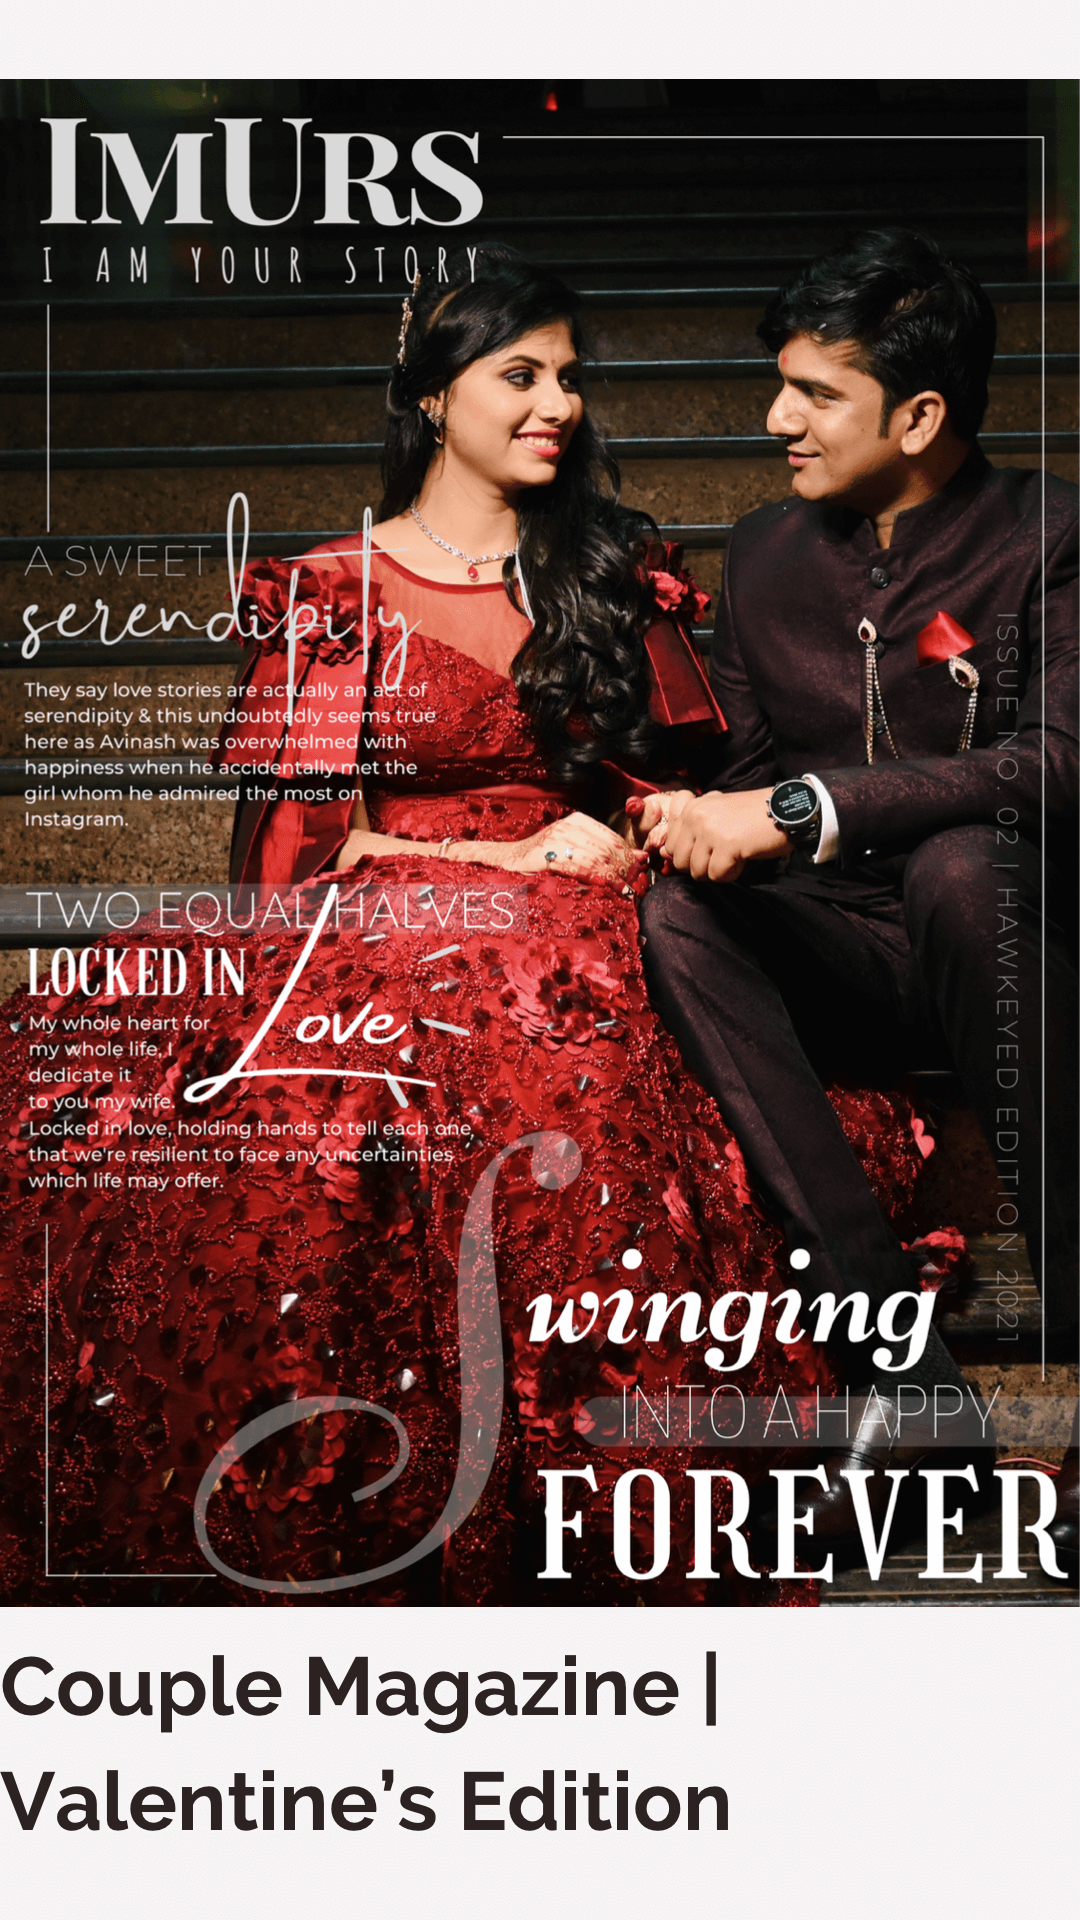 IMURS
I AM YOUR STORY
A SWEET
serendipity
They say love stories are actually an act of
serendipity & this undoubtedly seems true
here as Avinash was overwhelmed with
happiness when he accidentally met the
girl whom he admired the most on
Instagram.
TWO EQUAL HALVES
LOCKED IN
Love
My whole heart for
my whole life, I
dedicate it
to you my wife.
Locked in love, holding hands to tell each one,
that we're resilient to face any uncertainties
which life may offer.
ISSUE NO. 02 | HAWKEYED EDITION 2021
Swinging
INTO A HAPPY
FOREVER
Couple Magazine |
Valentine’s Edition